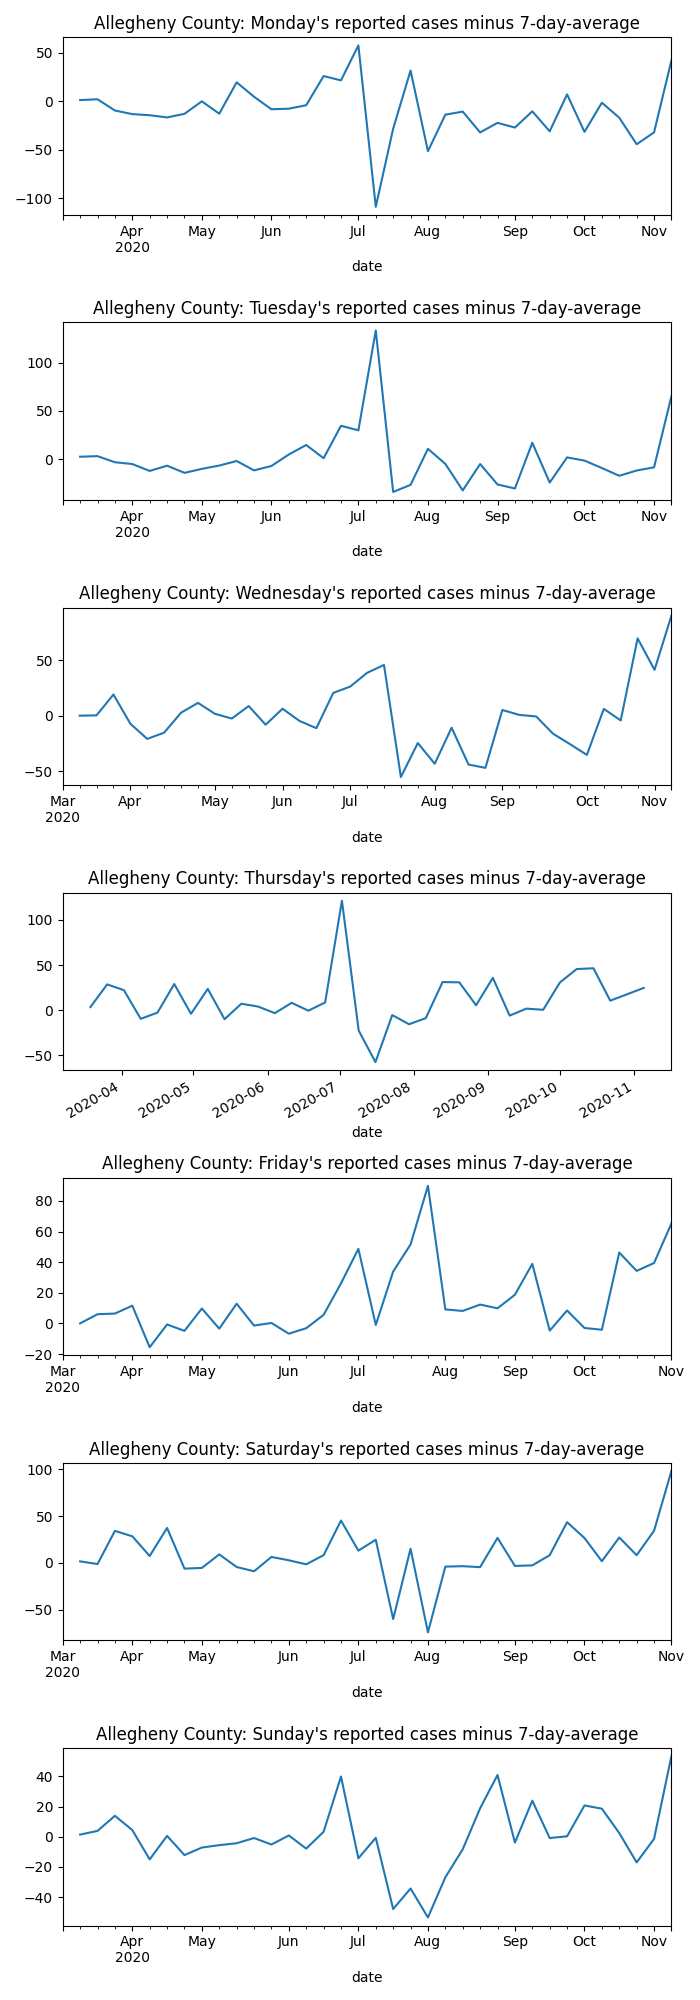 Allegheny County: Monday's reported cases minus 7-day-average
50
0
−50
−100
Apr May Jun Jul Aug Sep Oct Nov
2020
date
Allegheny County: Tuesday's reported cases minus 7-day-average
100
50
0
Apr May Jun Jul Aug Sep Oct Nov
2020
date
Allegheny County: Wednesday's reported cases minus 7-day-average
50
0
−50
Mar Apr May Jun Jul Aug Sep Oct Nov
2020
date
Allegheny County: Thursday's reported cases minus 7-day-average
100
50
0
−50
2020-04 2020-05 2020-06 2020-07 2020-08 2020-09 2020-10 2020-11
date
Allegheny County: Friday's reported cases minus 7-day-average
80
60
40
20
0
−20
Mar Apr May Jun Jul Aug Sep Oct Nov
2020
date
Allegheny County: Saturday's reported cases minus 7-day-average
100
50
0
−50
Mar Apr May Jun Jul Aug Sep Oct Nov
2020
date
Allegheny County: Sunday's reported cases minus 7-day-average
40
20
0
−20
−40
Apr May Jun Jul Aug Sep Oct Nov
2020
date